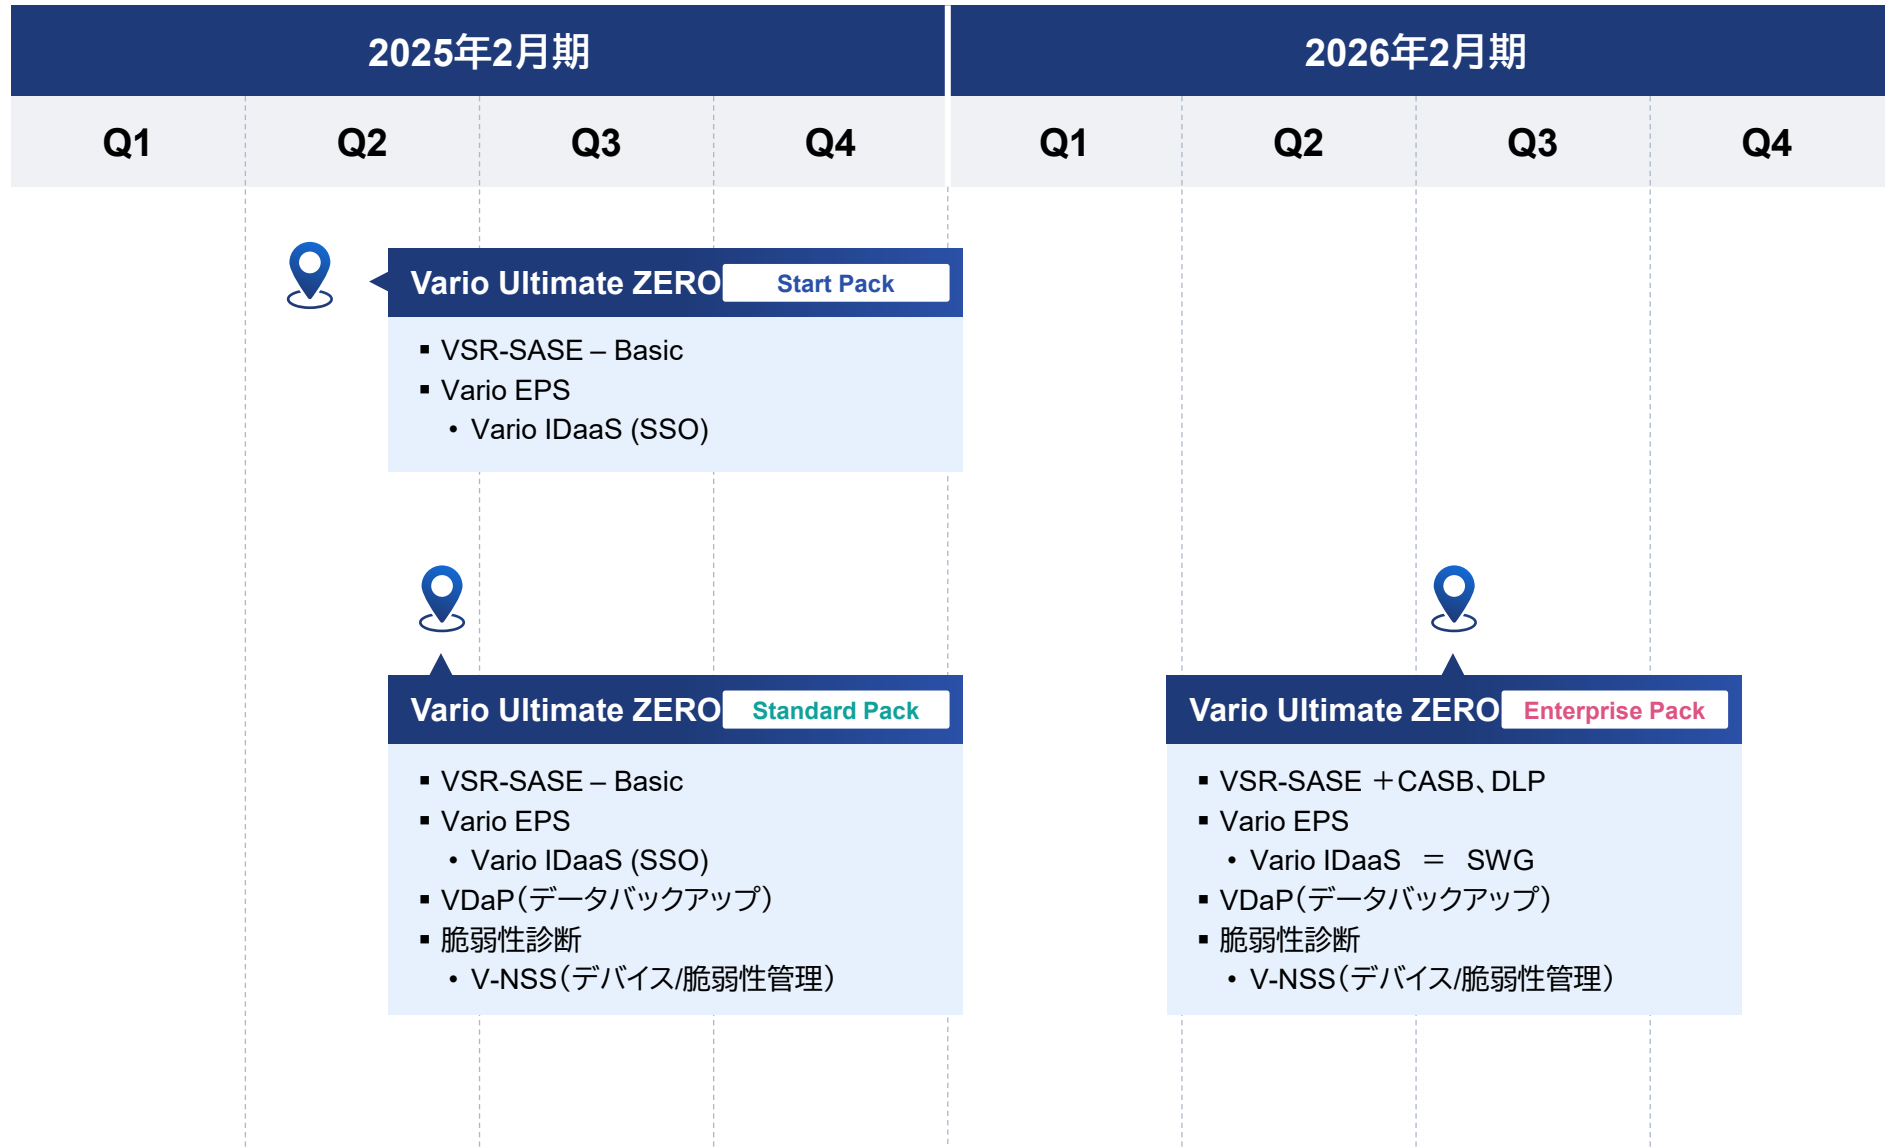 2025年2月期
2026年2月期
Q1
Q2
Q3
Q4
Q1
Q2
Q3
Q4
Vario Ultimate ZERO Start Pack
▪ VSR-SASE – Basic
▪ Vario EPS
• Vario IDaaS (SSO)
Vario Ultimate ZERO Standard Pack
▪ VSR-SASE – Basic
▪ Vario EPS
• Vario IDaaS (SSO)
▪ VDaP（データバックアップ）
▪ 脆弱性診断
• V-NSS（デバイス/脆弱性管理）
Vario Ultimate ZERO Enterprise Pack
▪ VSR-SASE ＋CASB、DLP
▪ Vario EPS
• Vario IDaaS ＝ SWG
▪ VDaP（データバックアップ）
▪ 脆弱性診断
• V-NSS（デバイス/脆弱性管理）